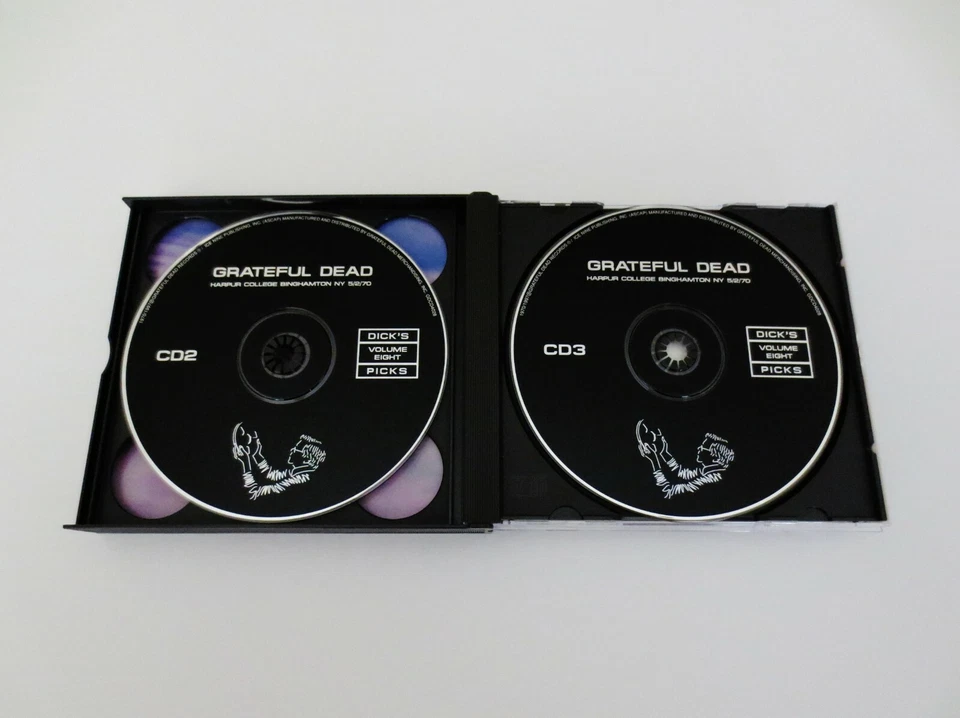 GRATEFUL DEAD
HARPUR COLLEGE BINGHAMTON NY 5/2/70
CD2
DICK'S
VOLUME
EIGHT
PICKS
GRATEFUL DEAD
HARPUR COLLEGE BINGHAMTON NY 5/2/70
CD3
DICK'S
VOLUME
EIGHT
PICKS